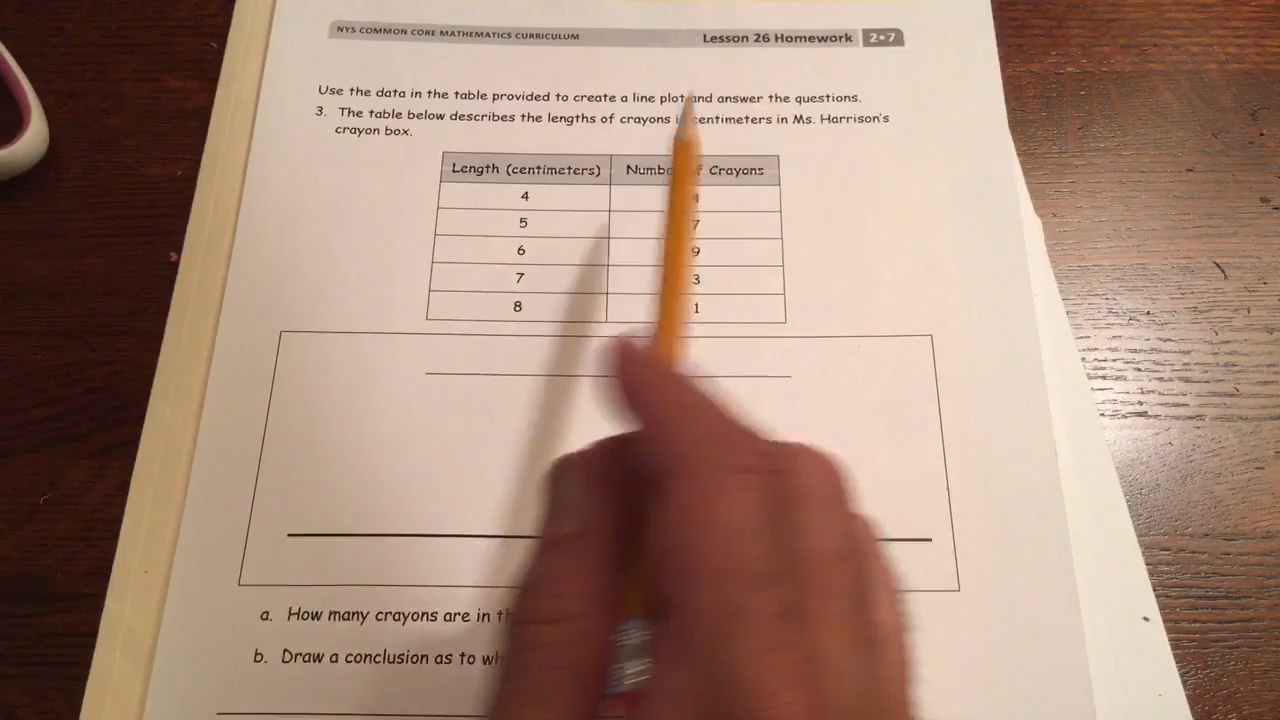 NYS COMMON CORE MATHEMATICS CURRICULUM
Lesson 26 Homework 2•7
Use the data in the table provided to create a line plot and answer the questions.
3. The table below describes the lengths of crayons centimeters in Ms. Harrison's
crayon box.
Length (centimeters) Crayons
4
5 7
6 9
7 3
8 1
a. How many crayons are in
b. Draw a conclusion as to